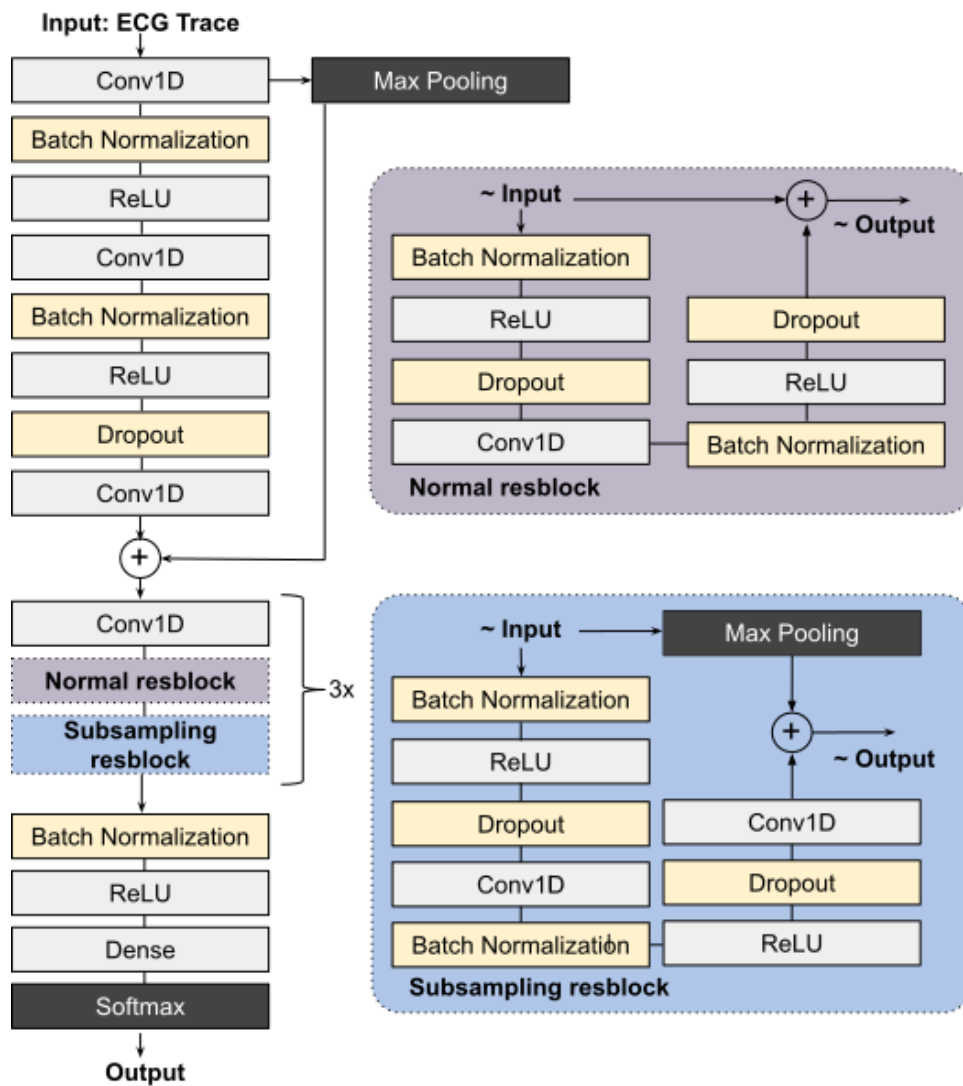 Input: ECG Trace
Conv1D
Max Pooling
Batch Normalization
ReLU
Conv1D
Batch Normalization
ReLU
Dropout
Conv1D
+
Conv1D
Normal resblock
Subsampling
resblock
3x
Batch Normalization
ReLU
Dense
Softmax
Output
~ Input
+
~ Output
Batch Normalization
ReLU
Dropout
Conv1D
Dropout
ReLU
Batch Normalization
Normal resblock
~ Input
Max Pooling
+
~ Output
Batch Normalization
ReLU
Dropout
Conv1D
Batch Normalization
Conv1D
Dropout
ReLU
Subsampling resblock